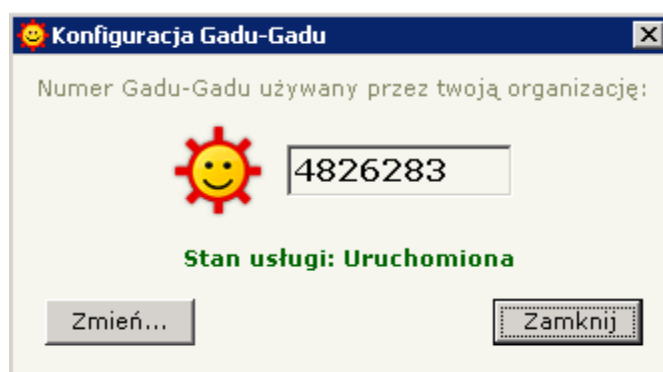 Konfiguracja Gadu-Gadu
Numer Gadu-Gadu używany przez twoją organizację:
4826283
Stan usługi: Uruchomiona
Zmień... Zamknij